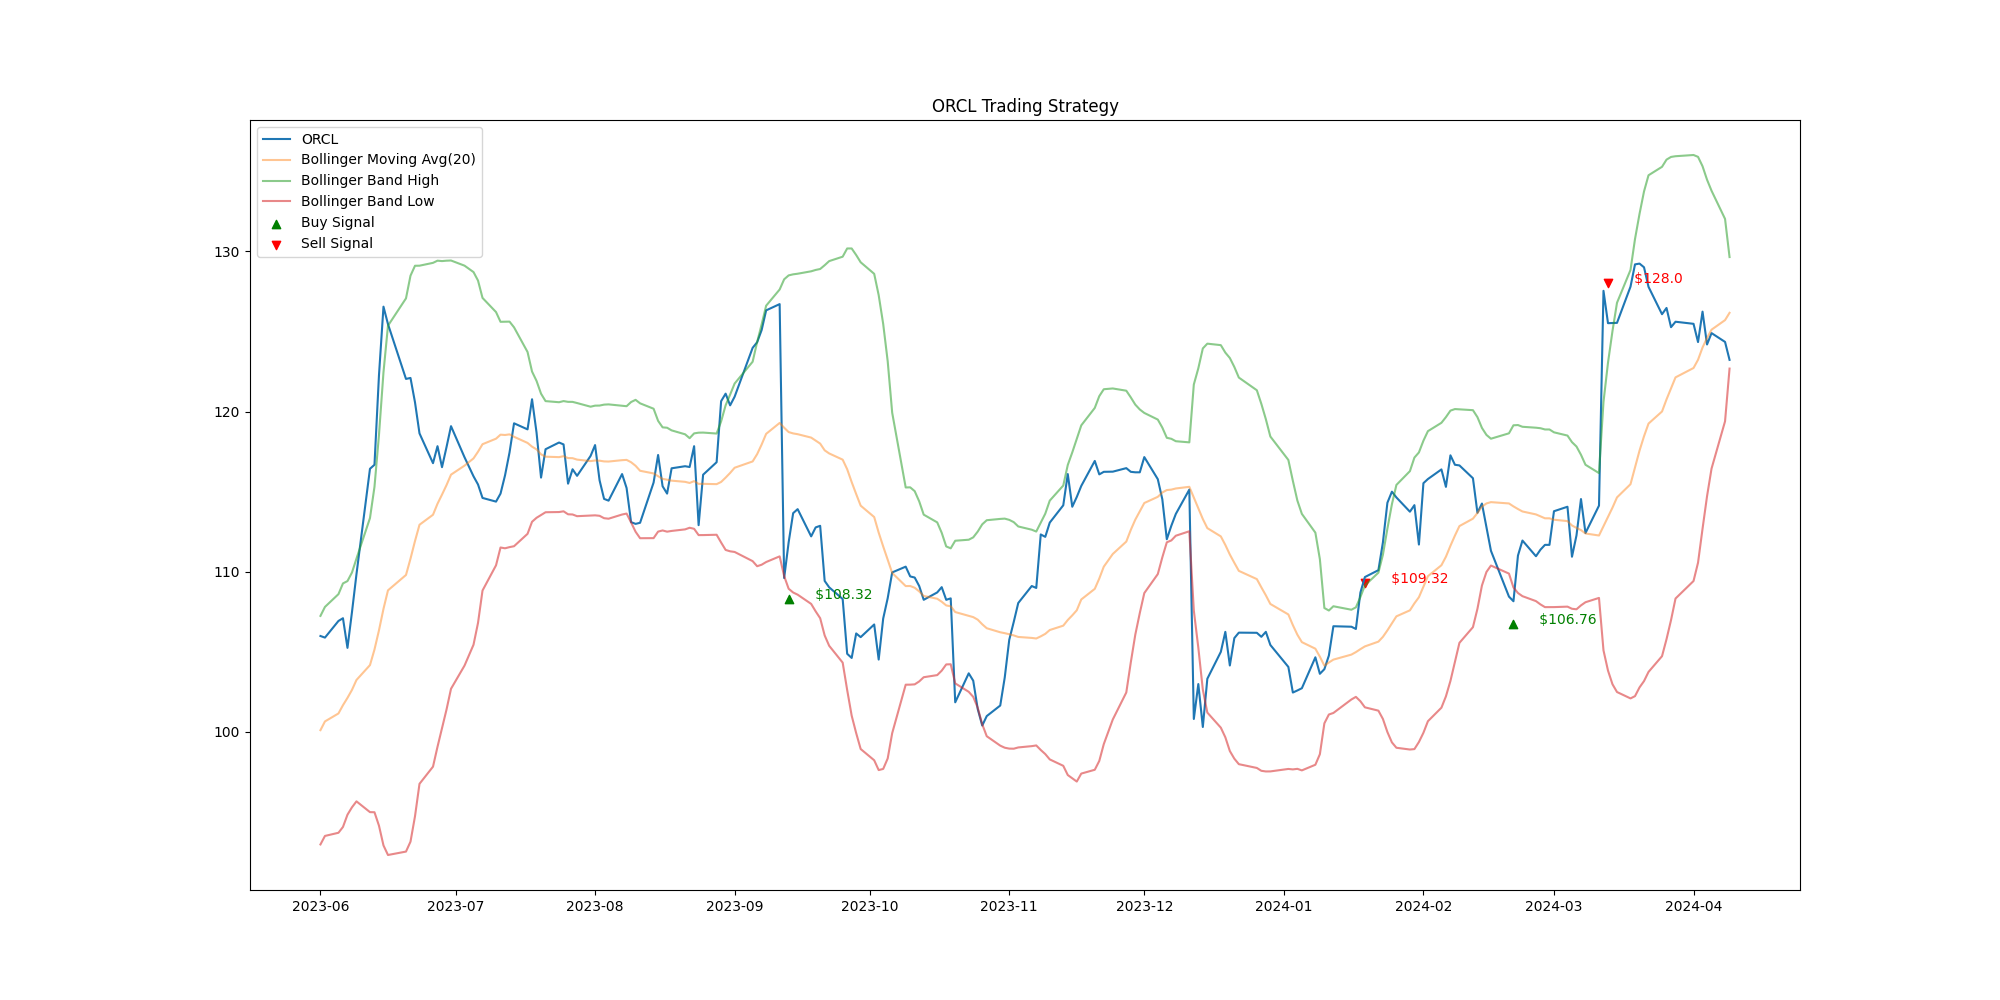 ORCL Trading Strategy
ORCL
Bollinger Moving Avg(20)
Bollinger Band High
Bollinger Band Low
Buy Signal
Sell Signal
130
120
110
100
$128.0
$109.32
$108.32
$106.76
2023-06 2023-07 2023-08 2023-09 2023-10 2023-11 2023-12 2024-01 2024-02 2024-03 2024-04